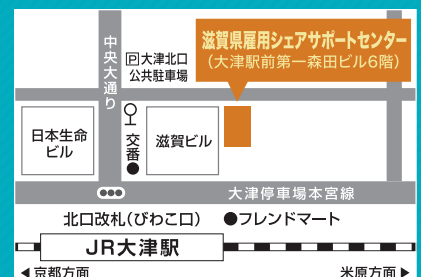 滋賀県雇用シェアサポートセンター
(大津駅前第一森田ビル6階)
中央大通り
P大津北口
公共駐車場
日本生命
ビル
交番
滋賀ビル
大津停車場本宮線
北口改札(びわこ口)
●フレンドマート
JR大津駅
◀京都方面
米原方面▶